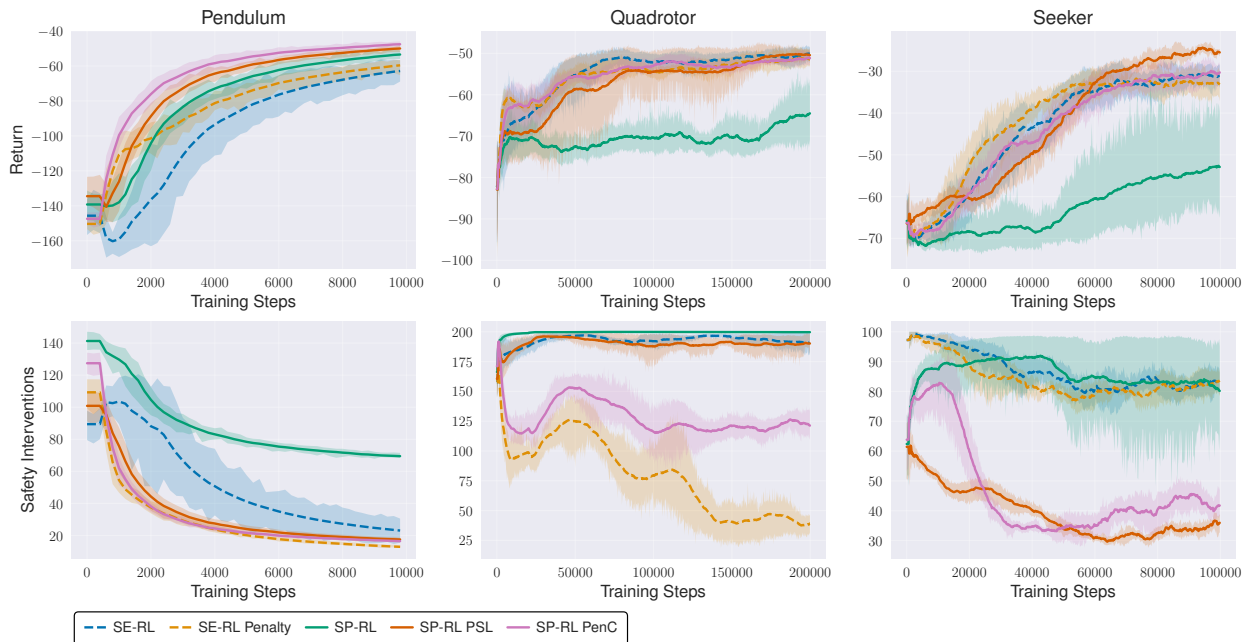 Pendulum
Quadrotor
Seeker
Return
−40
−60
−80
−100
−120
−140
−160
0 2000 4000 6000 8000 10000
Training Steps
−50
−60
−70
−80
−90
−100
0 50000 100000 150000 200000
Training Steps
−30
−40
−50
−60
−70
0 20000 40000 60000 80000 100000
Training Steps
Safety Interventions
140
120
100
80
60
40
20
0 2000 4000 6000 8000 10000
Training Steps
200
175
150
125
100
75
50
25
0 50000 100000 150000 200000
Training Steps
100
90
80
70
60
50
40
30
0 20000 40000 60000 80000 100000
Training Steps
SE-RL SE-RL Penalty SP-RL SP-RL PSL SP-RL PenC